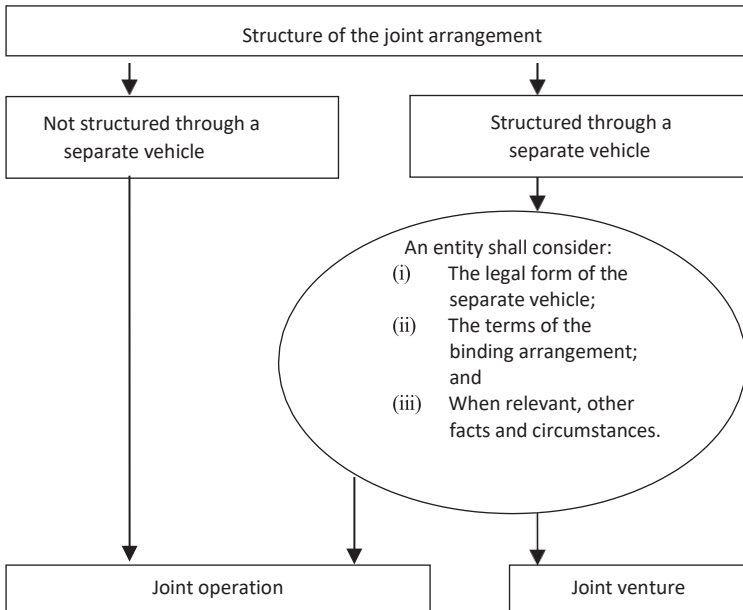 Structure of the joint arrangement
Not structured through a
separate vehicle
Structured through a
separate vehicle
An entity shall consider:
(i) The legal form of the
separate vehicle;
(ii) The terms of the
binding arrangement;
and
(iii) When relevant, other
facts and circumstances.
Joint operation
Joint venture